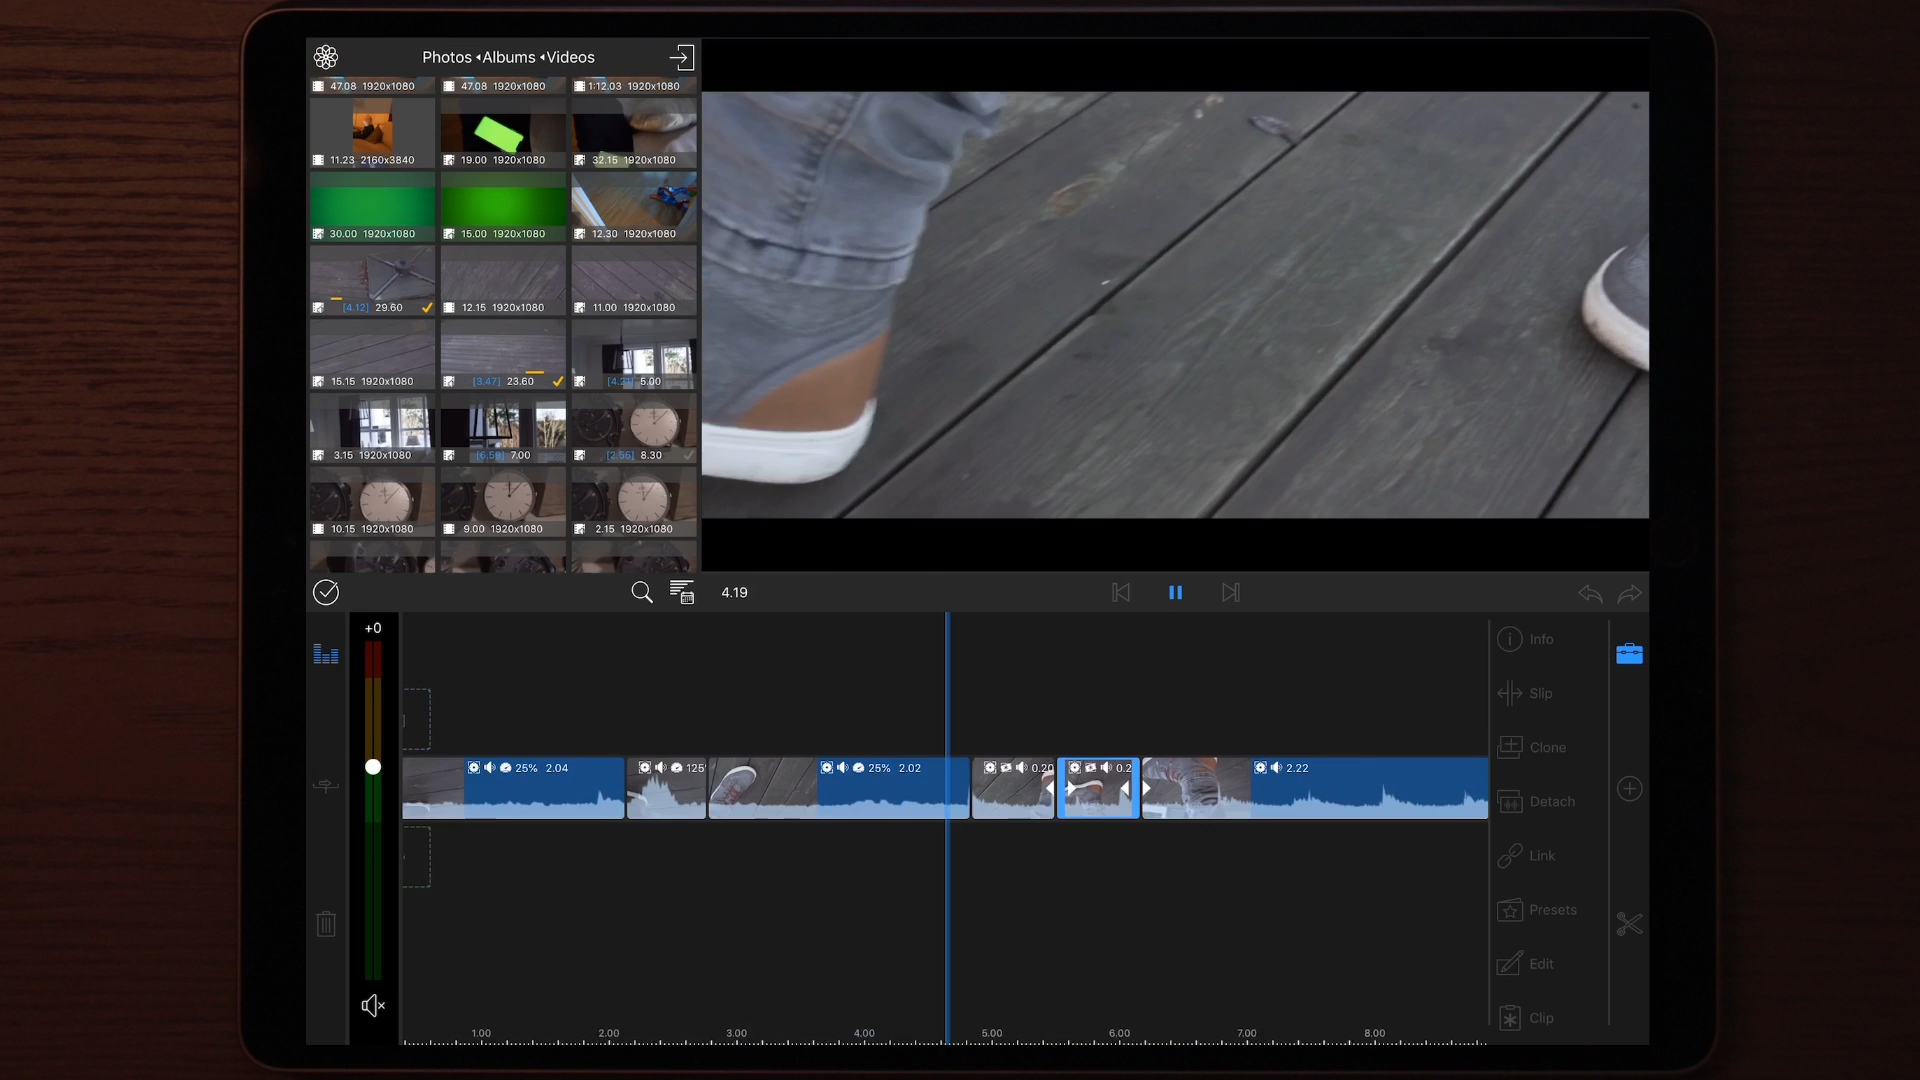 Photos Albums Videos
47.08 1920x1080
47.08 1920x1080
1:12.03 1920x1080
11.23 2160x3840
19.00 1920x1080
32.15 1920x1080
30.00 1920x1080
15.00 1920x1080
12.30 1920x1080
[4.12] 29.60
12.15 1920x1080
11.00 1920x1080
15.15 1920x1080
[3.47] 23.60
5.00
3.15 1920x1080
[6.59] 7.00
[2.56] 8.30
10.15 1920x1080
9.00 1920x1080
2.15 1920x1080
4.19
+0
Info
Slip
Clone
Detach
Link
Presets
Edit
Clip
25% 2.04
125
25% 2.02
0.20
0.2
2.22
1.00 2.00 3.00 4.00 5.00 6.00 7.00 8.00